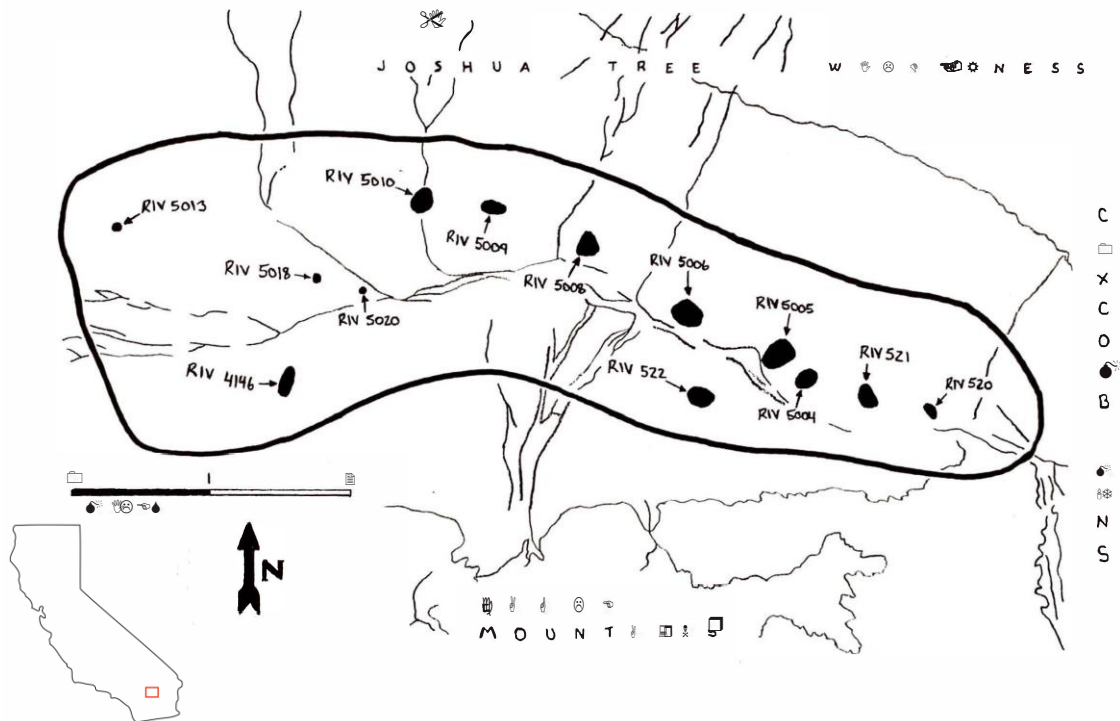 JOSHUA TREE
NESS
RIV 5013
RIV 5010
RIV 5009
RIV 5018
RIV 5020
RIV 5008
RIV 5006
RIV 5005
RIV 4146
RIV 522
RIV 5004
RIV 521
RIV 520
1
N